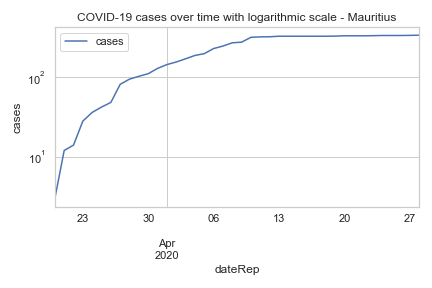 COVID-19 cases over time with logarithmic scale - Mauritius
cases
cases
10²
10¹
23 30 06 13 20 27
Apr
2020
dateRep